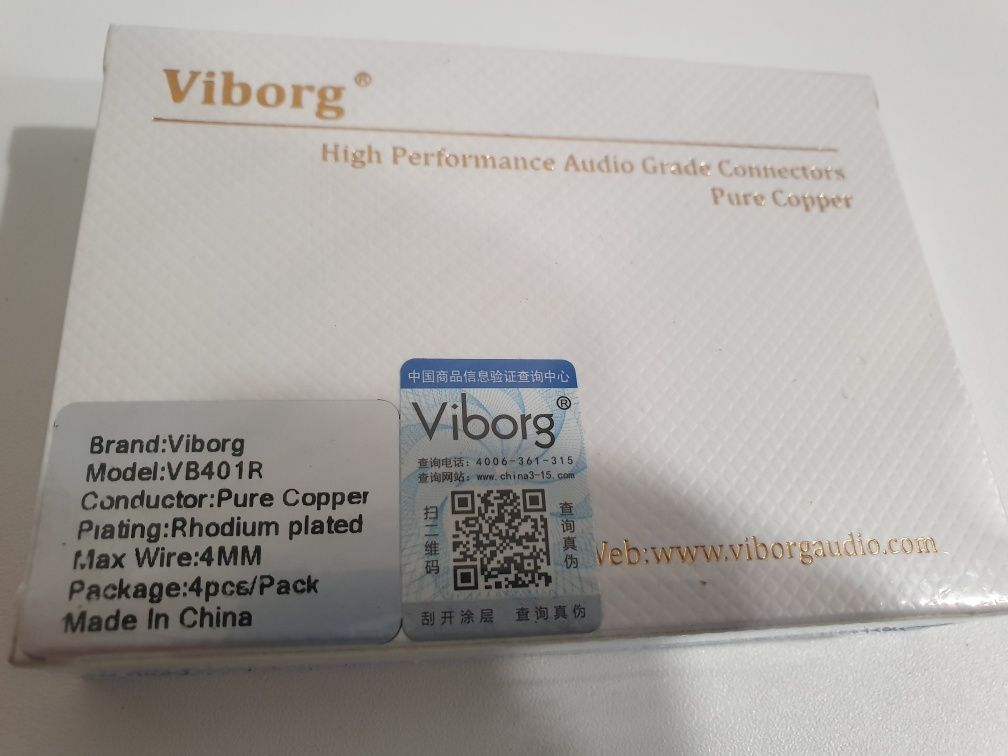 Viborg®
High Performance Audio Grade Connectors
Pure Copper
Brand:Viborg
Model:VB401R
Conductor:Pure Copper
Plating:Rhodium plated
Max Wire:4MM
Package:4pcs/Pack
Made In China
中国商品信息验证查询中心
Viborg®
查询电话: 4006-361-315
查询网站: www.china3-15.com
扫二维码
查询真伪
刮开涂层 查询真伪
Web:www.viborgaudio.com